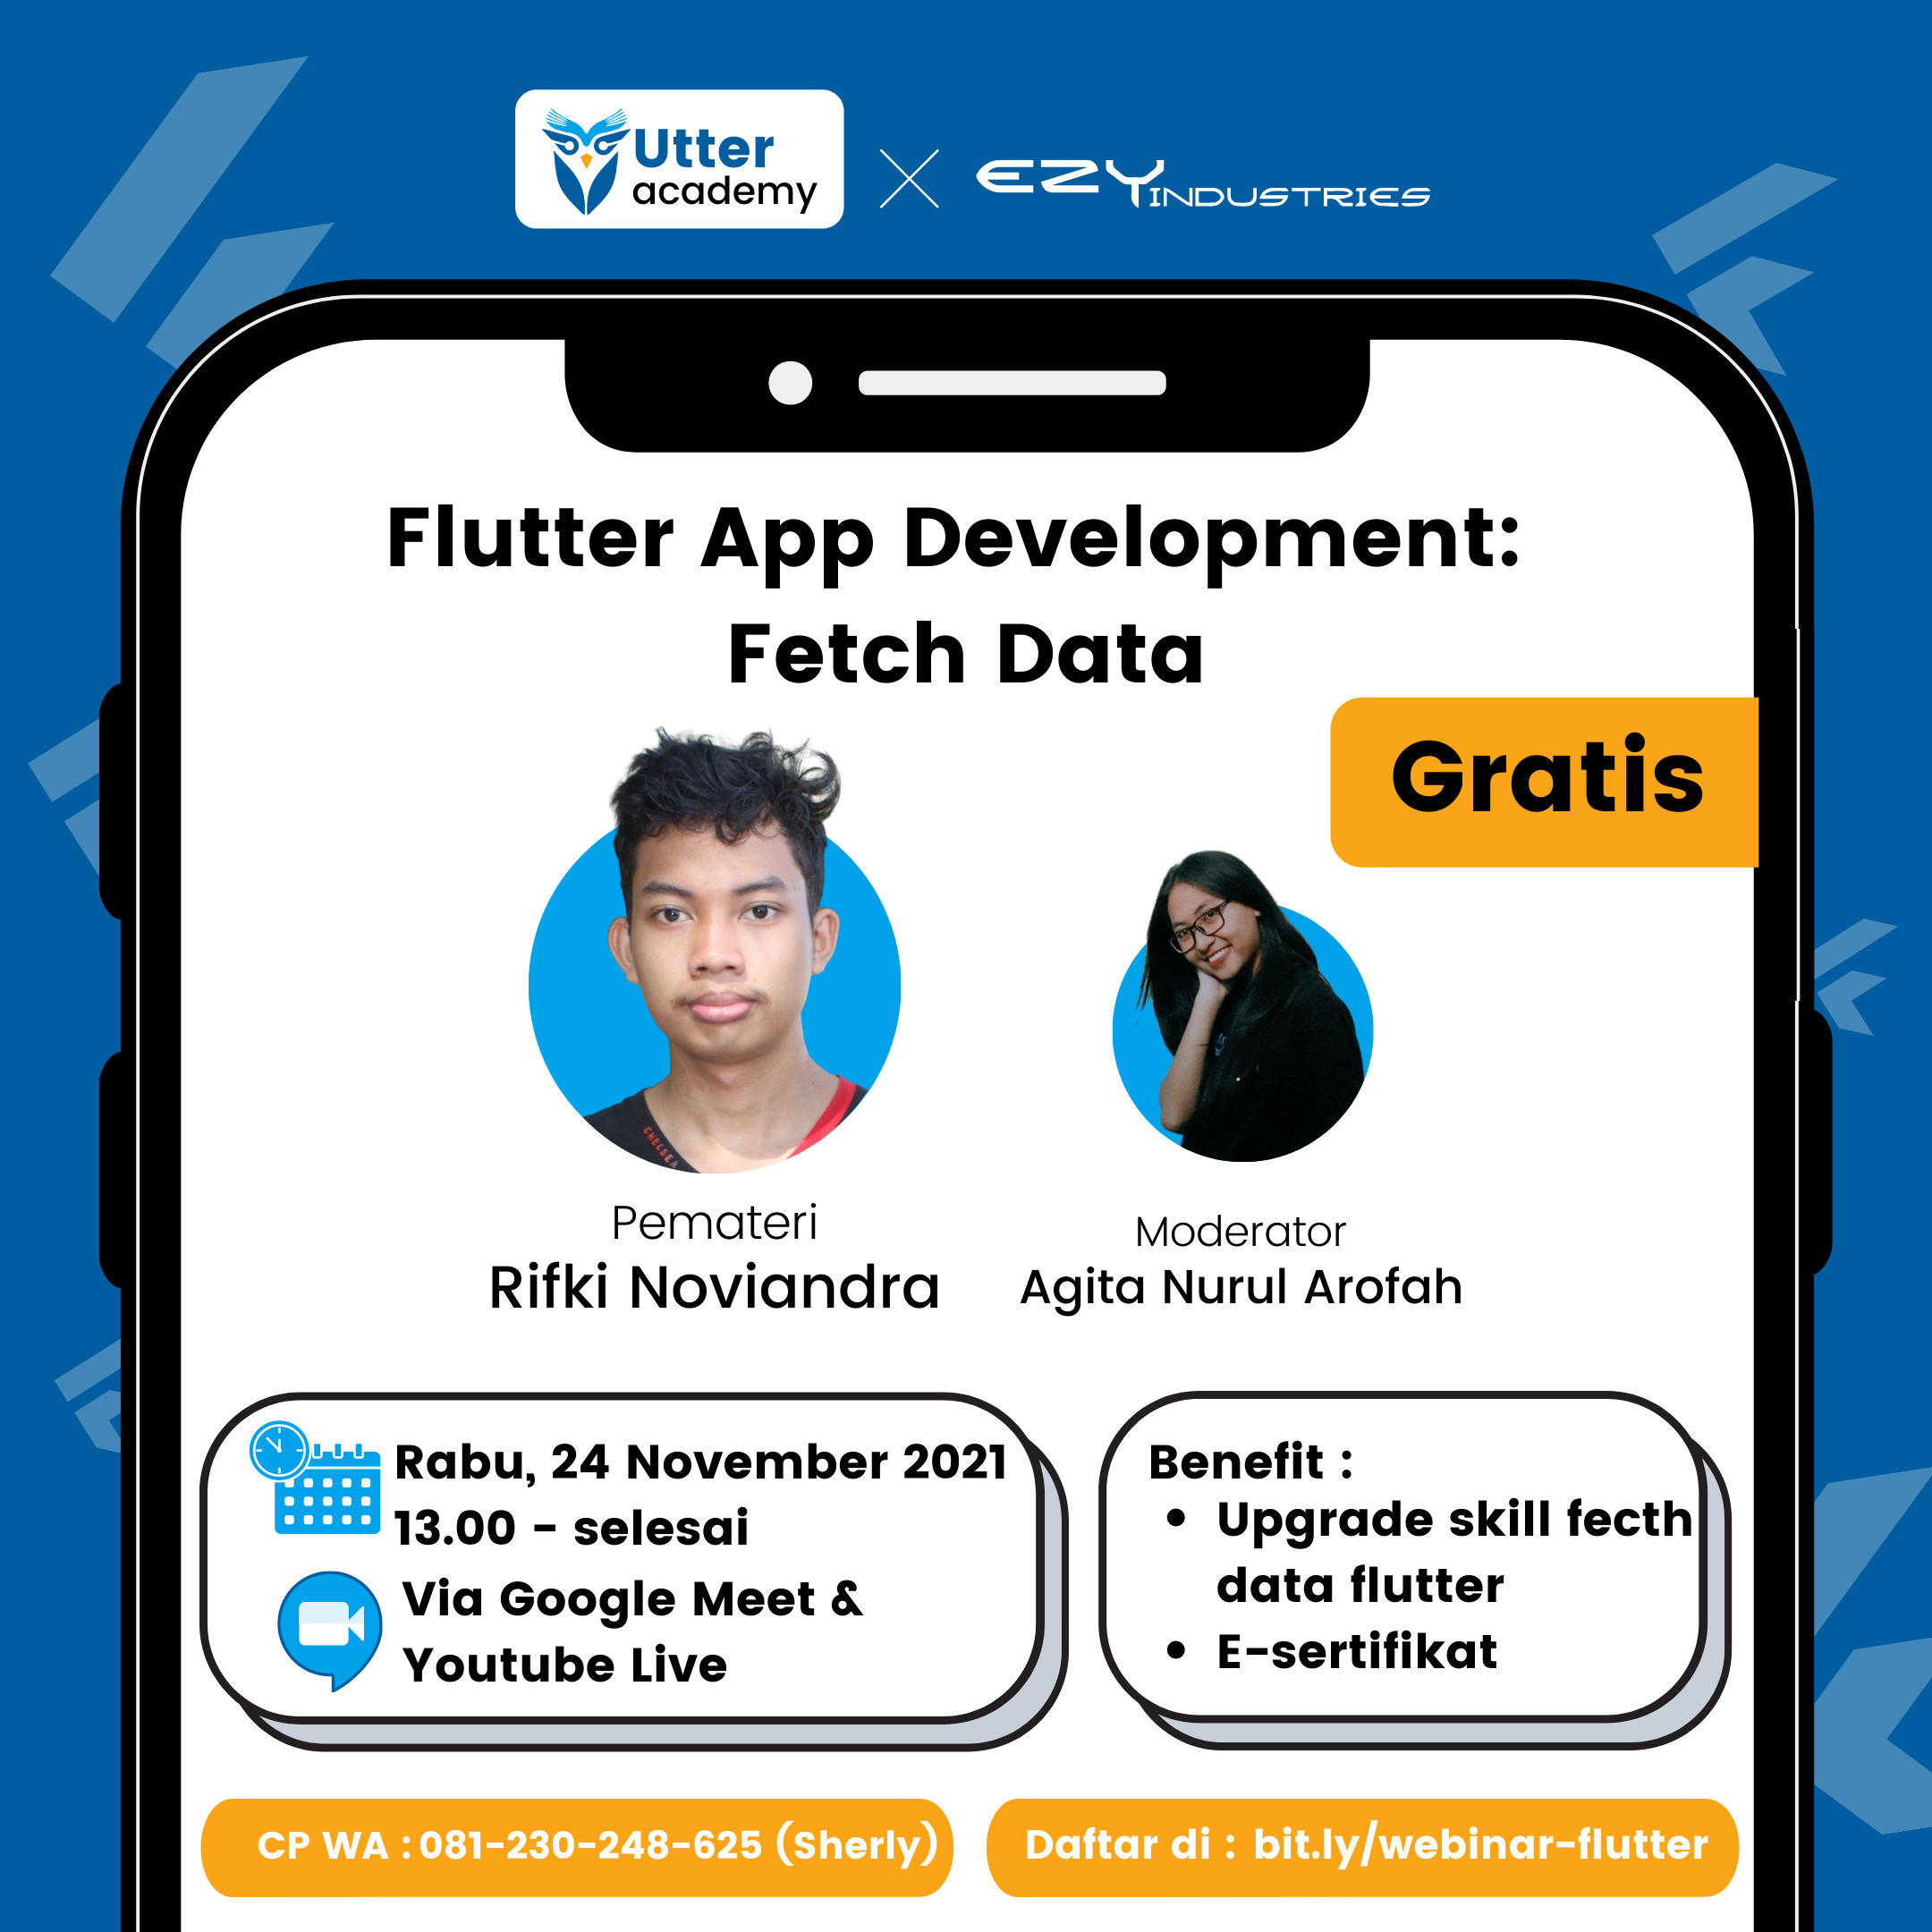 Utter
academy
EZY INDUSTRIES
Flutter App Development:
Fetch Data
Gratis
CHELSEA
Pemateri
Rifki Noviandra
Moderator
Agita Nurul Arofah
Rabu, 24 November 2021
13.00 - selesai
Via Google Meet &
Youtube Live
Benefit :
• Upgrade skill fecth
data flutter
• E-sertifikat
CP WA : 081-230-248-625 (Sherly)
Daftar di : bit.ly/webinar-flutter